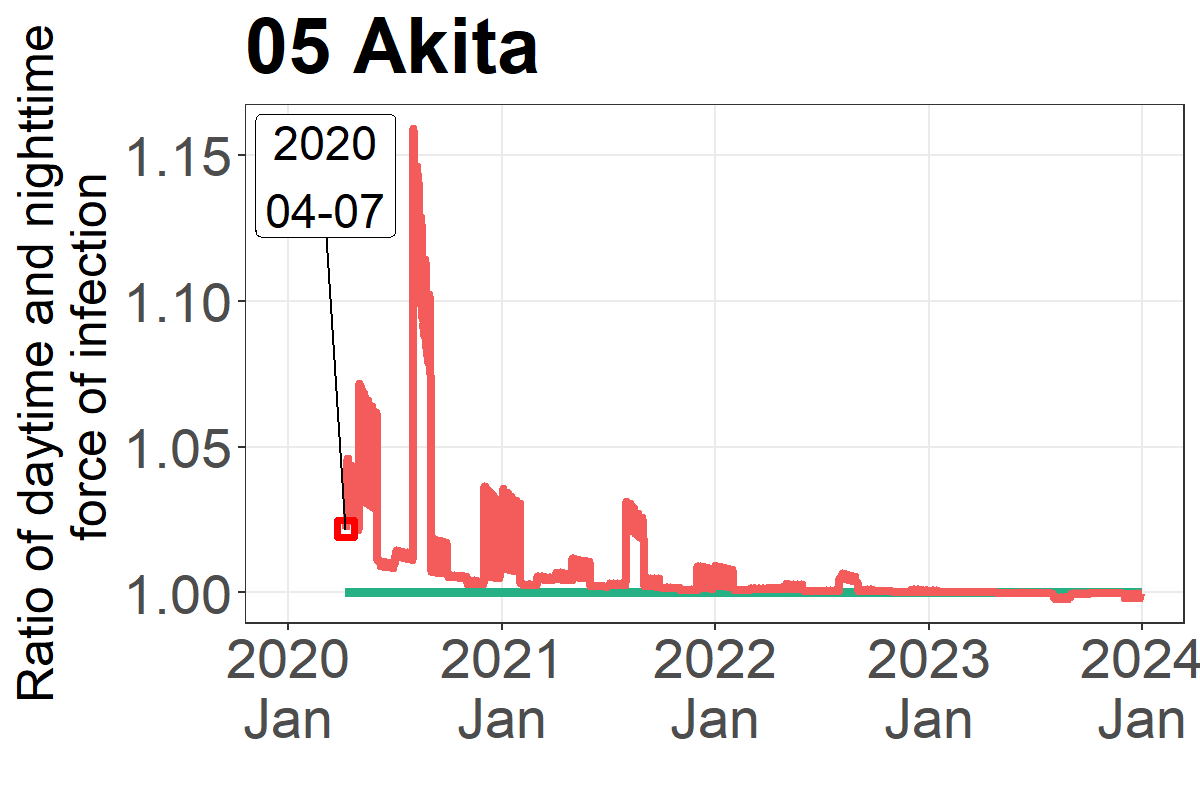 05 Akita
Ratio of daytime and nighttime
force of infection
2020
04-07
1.15
1.10
1.05
1.00
2020 2021 2022 2023 2024
Jan Jan Jan Jan Jan